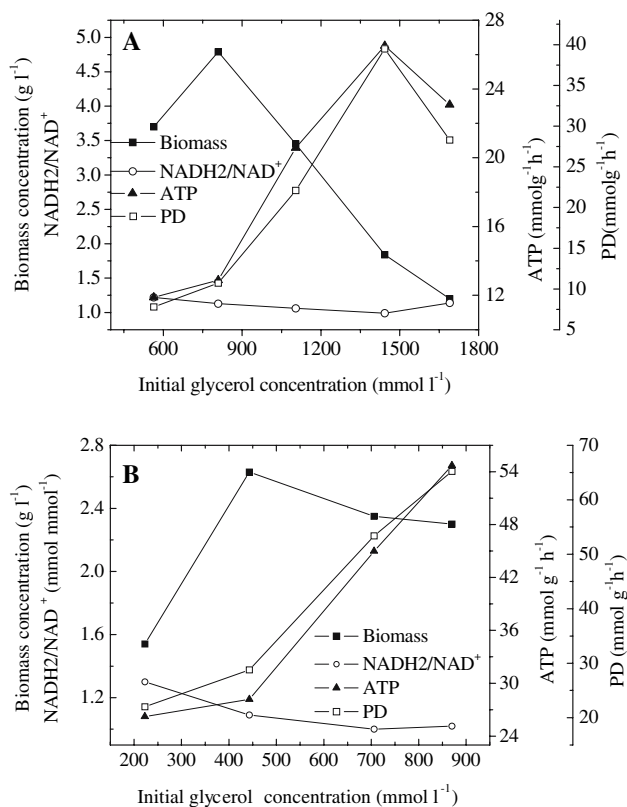 A
Biomass concentration (g l⁻¹)
NADH2/NAD⁺
5.0
4.5
4.0
3.5
3.0
2.5
2.0
1.5
1.0
28
26
20
16
12
ATP (mmolg⁻¹h⁻¹)
40
35
30
25
20
15
10
5
PD(mmolg⁻¹h⁻¹)
Biomass
NADH2/NAD⁺
ATP
PD
600 900 1200 1500 1800
Initial glycerol concentration (mmol l⁻¹)
B
Biomass concentration (g l⁻¹)
NADH2/NAD⁺ (mmol mmol⁻¹)
2.8
2.4
2.0
1.6
1.2
54
48
42
36
30
24
ATP (mmol g⁻¹ h⁻¹)
70
60
50
40
30
20
PD (mmol g⁻¹h⁻¹)
Biomass
NADH2/NAD⁺
ATP
PD
200 300 400 500 600 700 800 900
Initial glycerol concentration (mmol l⁻¹)